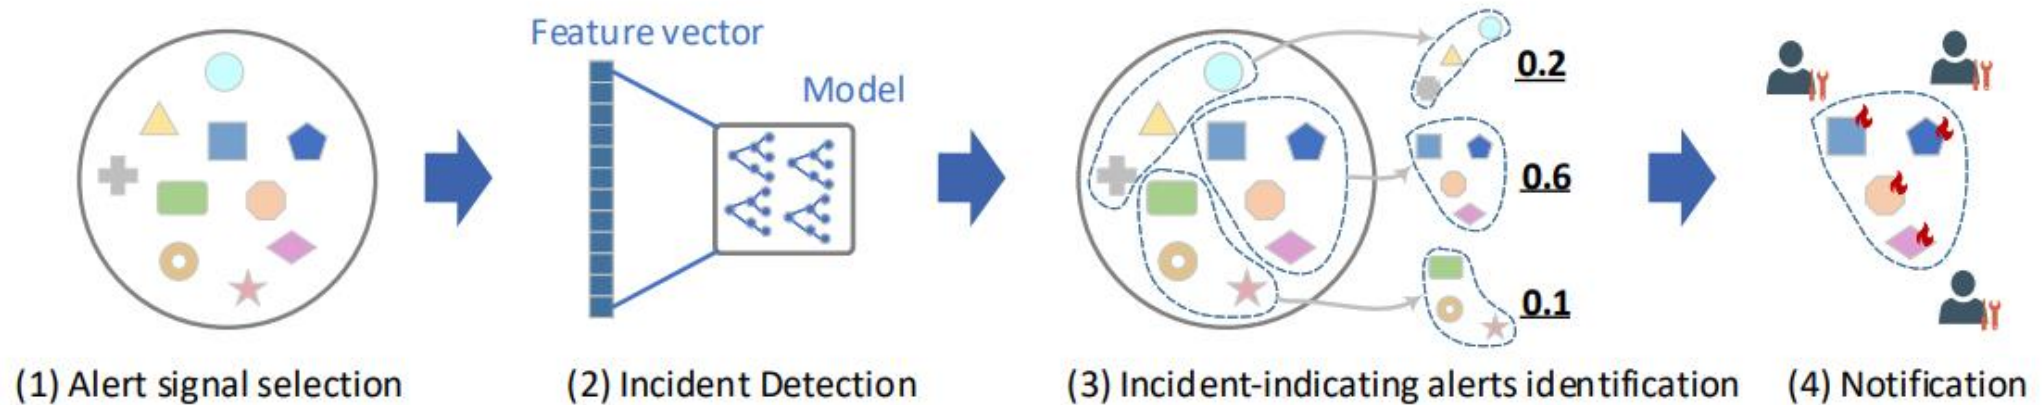 Feature vector
Model
0.2
0.6
0.1
(1) Alert signal selection
(2) Incident Detection
(3) Incident-indicating alerts identification
(4) Notification